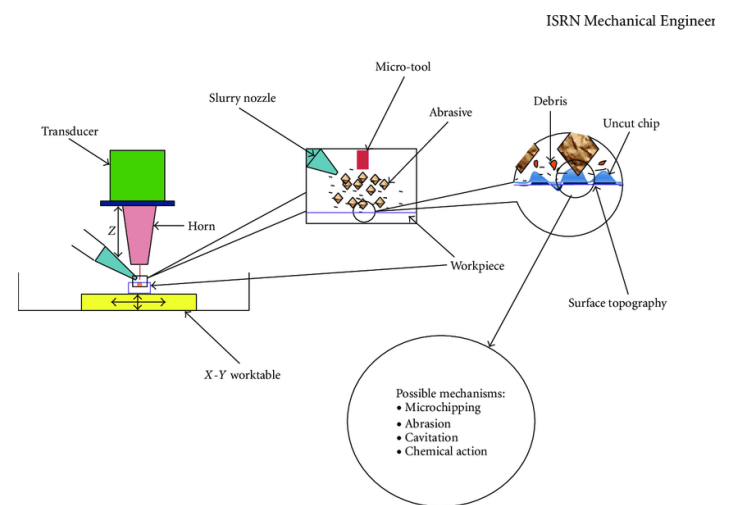 ISRN Mechanical Engineer
Micro-tool
Slurry nozzle
Abrasive
Debris
Uncut chip
Transducer
Z
Horn
Workpiece
Surface topography
X-Y worktable
Possible mechanisms:
• Microchipping
• Abrasion
• Cavitation
• Chemical action